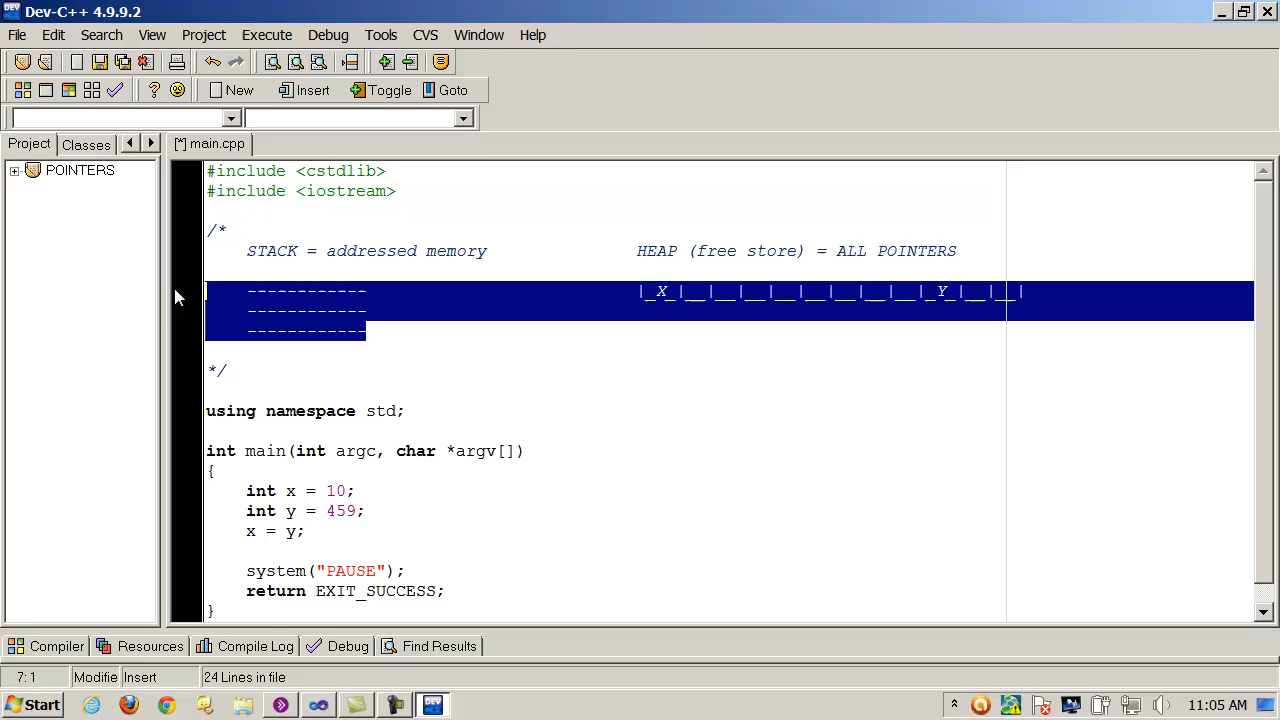 Dev-C++ 4.9.9.2
File Edit Search View Project Execute Debug Tools CVS Window Help
New Insert Toggle Goto
Project Classes [*] main.cpp
POINTERS
#include <cstdlib>
#include <iostream>
/*
STACK = addressed memory HEAP (free store) = ALL POINTERS
------------ |_X_|__|__|__|__|__|__|__|__|_Y_|__|__|
------------
------------
*/
using namespace std;
int main(int argc, char *argv[])
{
int x = 10;
int y = 459;
x = y;
system("PAUSE");
return EXIT_SUCCESS;
}
Compiler Resources Compile Log Debug Find Results
7:1 Modifie Insert 24 Lines in file
Start 11:05 AM